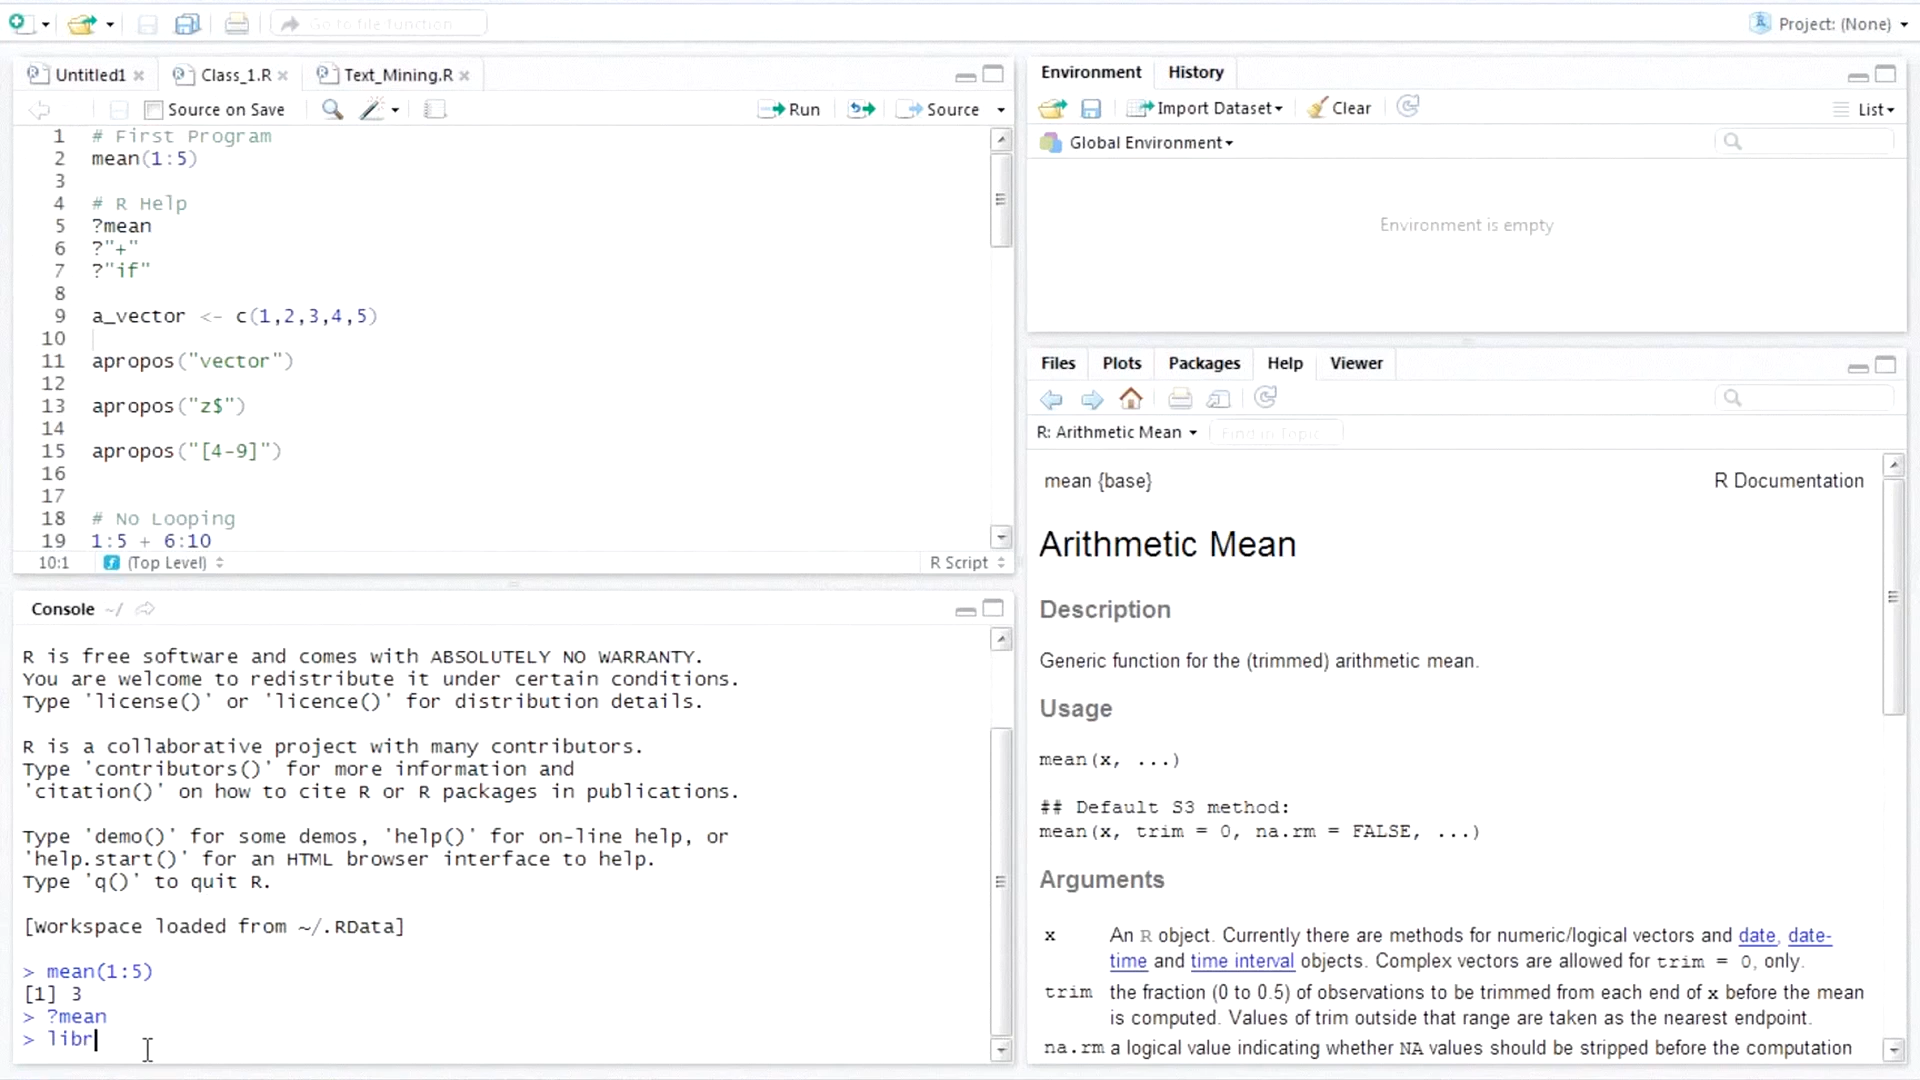 Go to file/function
Project: (None)
Untitled1
Class_1.R
Text_Mining.R
Source on Save
Run
Source
1 # First Program
2 mean(1:5)
3
4 # R Help
5 ?mean
6 ?"+"
7 ?"if"
8
9 a_vector <- c(1,2,3,4,5)
10
11 apropos("vector")
12
13 apropos("z$")
14
15 apropos("[4-9]")
16
17
18 # No Looping
19 1:5 + 6:10
10:1 (Top Level) R Script
Console ~/
R is free software and comes with ABSOLUTELY NO WARRANTY.
You are welcome to redistribute it under certain conditions.
Type 'license()' or 'licence()' for distribution details.
R is a collaborative project with many contributors.
Type 'contributors()' for more information and
'citation()' on how to cite R or R packages in publications.
Type 'demo()' for some demos, 'help()' for on-line help, or
'help.start()' for an HTML browser interface to help.
Type 'q()' to quit R.
[Workspace loaded from ~/.RData]
> mean(1:5)
[1] 3
> ?mean
> libr
Environment History
Import Dataset Clear List
Global Environment
Environment is empty
Files Plots Packages Help Viewer
R: Arithmetic Mean Find in Topic
mean {base} R Documentation
Arithmetic Mean
Description
Generic function for the (trimmed) arithmetic mean.
Usage
mean(x, ...)
## Default S3 method:
mean(x, trim = 0, na.rm = FALSE, ...)
Arguments
x An R object. Currently there are methods for numeric/logical vectors and date, date-
time and time interval objects. Complex vectors are allowed for trim = 0, only.
trim the fraction (0 to 0.5) of observations to be trimmed from each end of x before the mean
is computed. Values of trim outside that range are taken as the nearest endpoint.
na.rm a logical value indicating whether NA values should be stripped before the computation